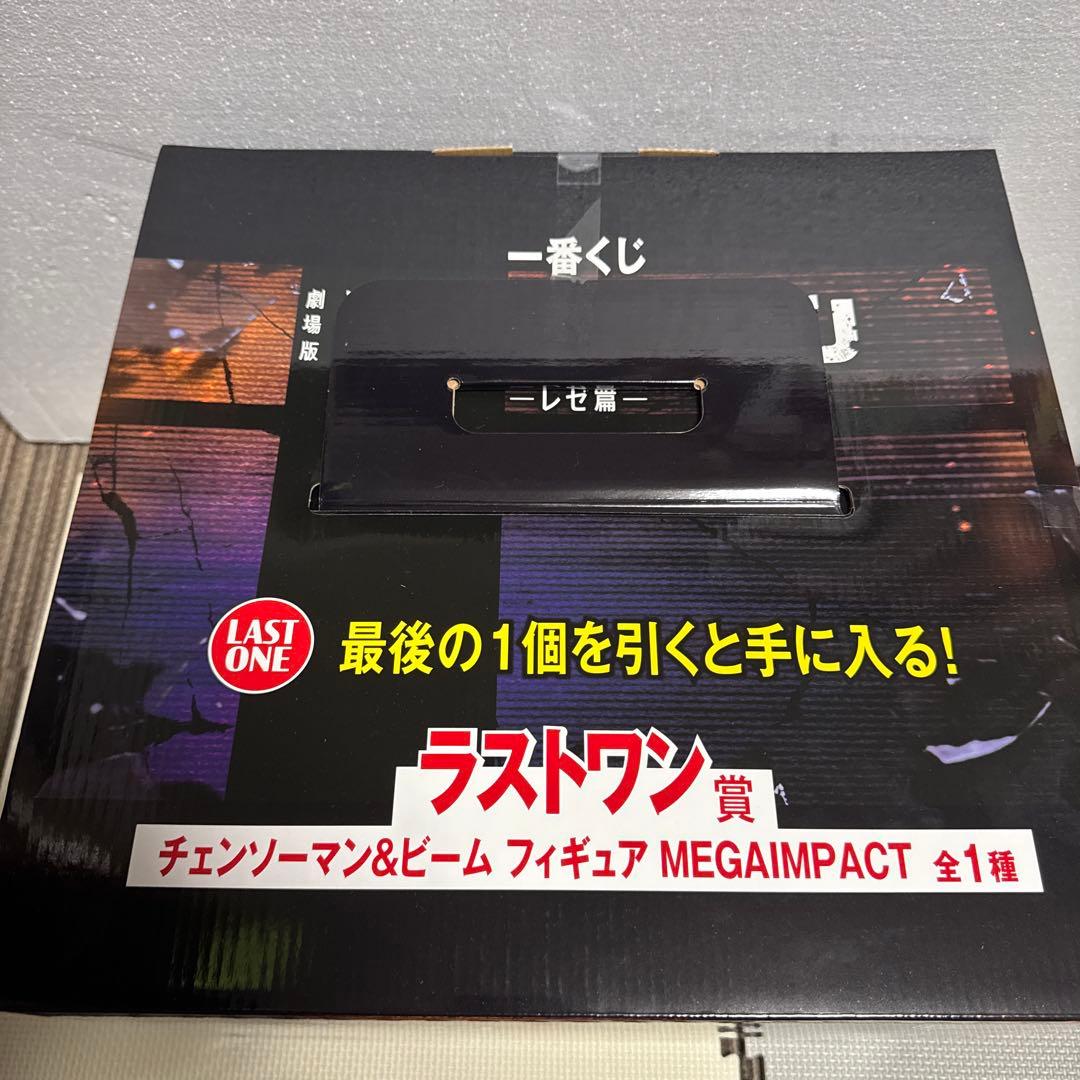 一番くじ
劇場版
―レゼ篇―
LAST ONE
最後の1個を引くと手に入る!
ラストワン賞
チェンソーマン&ビーム フィギュア MEGAIMPACT 全1種